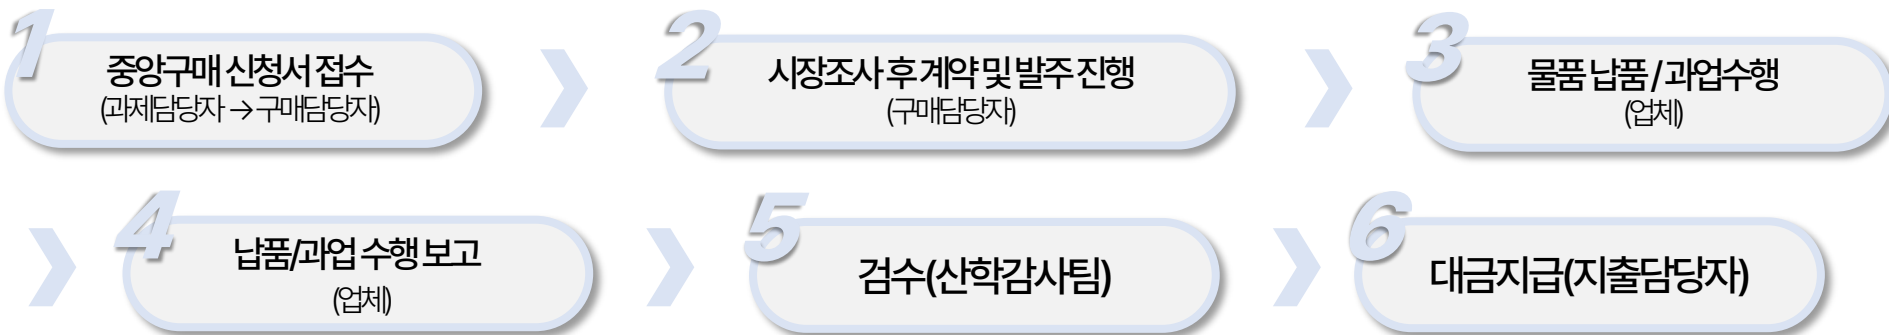 1
중앙구매 신청서 접수
(과제담당자 → 구매담당자)
2
시장조사 후 계약 및 발주 진행
(구매담당자)
3
물품 납품 / 과업수행
(업체)
4
납품/과업 수행 보고
(업체)
5
검수(산학감사팀)
6
대금지급(지출담당자)